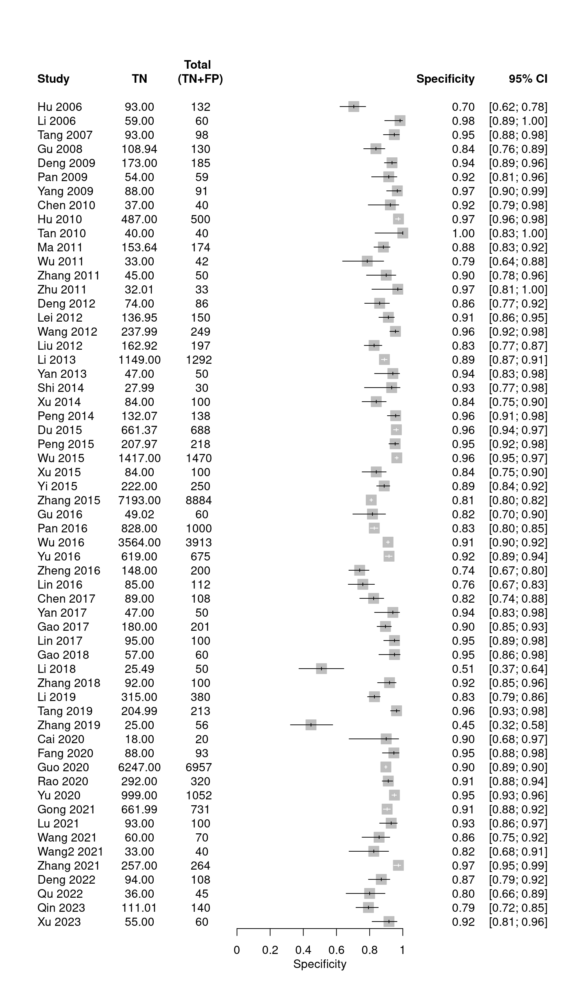 Total
Study TN (TN+FP) Specificity 95% CI
Hu 2006 93.00 132 0.70 [0.62; 0.78]
Li 2006 59.00 60 0.98 [0.89; 1.00]
Tang 2007 93.00 98 0.95 [0.88; 0.98]
Gu 2008 108.94 130 0.84 [0.76; 0.89]
Deng 2009 173.00 185 0.94 [0.89; 0.96]
Pan 2009 54.00 59 0.92 [0.81; 0.96]
Yang 2009 88.00 91 0.97 [0.90; 0.99]
Chen 2010 37.00 40 0.92 [0.79; 0.98]
Hu 2010 487.00 500 0.97 [0.96; 0.98]
Tan 2010 40.00 40 1.00 [0.83; 1.00]
Ma 2011 153.64 174 0.88 [0.83; 0.92]
Wu 2011 33.00 42 0.79 [0.64; 0.88]
Zhang 2011 45.00 50 0.90 [0.78; 0.96]
Zhu 2011 32.01 33 0.97 [0.81; 1.00]
Deng 2012 74.00 86 0.86 [0.77; 0.92]
Lei 2012 136.95 150 0.91 [0.86; 0.95]
Wang 2012 237.99 249 0.96 [0.92; 0.98]
Liu 2012 162.92 197 0.83 [0.77; 0.87]
Li 2013 1149.00 1292 0.89 [0.87; 0.91]
Yan 2013 47.00 50 0.94 [0.83; 0.98]
Shi 2014 27.99 30 0.93 [0.77; 0.98]
Xu 2014 84.00 100 0.84 [0.75; 0.90]
Peng 2014 132.07 138 0.96 [0.91; 0.98]
Du 2015 661.37 688 0.96 [0.94; 0.97]
Peng 2015 207.97 218 0.95 [0.92; 0.98]
Wu 2015 1417.00 1470 0.96 [0.95; 0.97]
Xu 2015 84.00 100 0.84 [0.75; 0.90]
Yi 2015 222.00 250 0.89 [0.84; 0.92]
Zhang 2015 7193.00 8884 0.81 [0.80; 0.82]
Gu 2016 49.02 60 0.82 [0.70; 0.90]
Pan 2016 828.00 1000 0.83 [0.80; 0.85]
Wu 2016 3564.00 3913 0.91 [0.90; 0.92]
Yu 2016 619.00 675 0.92 [0.89; 0.94]
Zheng 2016 148.00 200 0.74 [0.67; 0.80]
Lin 2016 85.00 112 0.76 [0.67; 0.83]
Chen 2017 89.00 108 0.82 [0.74; 0.88]
Yan 2017 47.00 50 0.94 [0.83; 0.98]
Gao 2017 180.00 201 0.90 [0.85; 0.93]
Lin 2017 95.00 100 0.95 [0.89; 0.98]
Gao 2018 57.00 60 0.95 [0.86; 0.98]
Li 2018 25.49 50 0.51 [0.37; 0.64]
Zhang 2018 92.00 100 0.92 [0.85; 0.96]
Li 2019 315.00 380 0.83 [0.79; 0.86]
Tang 2019 204.99 213 0.96 [0.93; 0.98]
Zhang 2019 25.00 56 0.45 [0.32; 0.58]
Cai 2020 18.00 20 0.90 [0.68; 0.97]
Fang 2020 88.00 93 0.95 [0.88; 0.98]
Guo 2020 6247.00 6957 0.90 [0.89; 0.90]
Rao 2020 292.00 320 0.91 [0.88; 0.94]
Yu 2020 999.00 1052 0.95 [0.93; 0.96]
Gong 2021 661.99 731 0.91 [0.88; 0.92]
Lu 2021 93.00 100 0.93 [0.86; 0.97]
Wang 2021 60.00 70 0.86 [0.75; 0.92]
Wang2 2021 33.00 40 0.82 [0.68; 0.91]
Zhang 2021 257.00 264 0.97 [0.95; 0.99]
Deng 2022 94.00 108 0.87 [0.79; 0.92]
Qu 2022 36.00 45 0.80 [0.66; 0.89]
Qin 2023 111.01 140 0.79 [0.72; 0.85]
Xu 2023 55.00 60 0.92 [0.81; 0.96]
0 0.2 0.4 0.6 0.8 1
Specificity